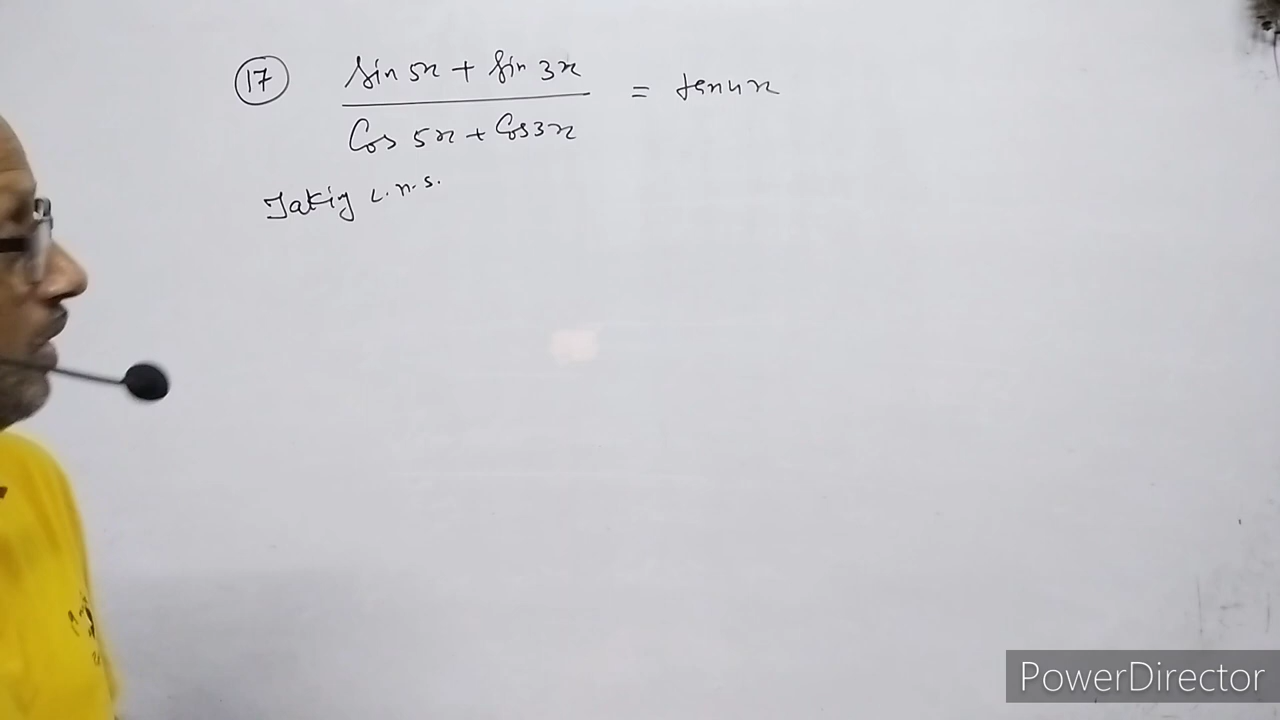 17 sin 5x + sin 3x / Cos 5x + Cos 3x = tan 4x
Taking L.H.S.
PowerDirector